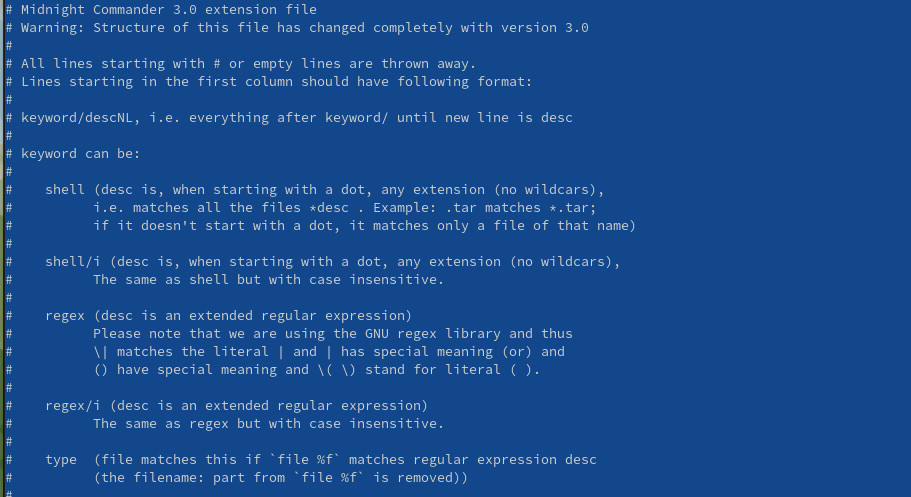 # Midnight Commander 3.0 extension file
# Warning: Structure of this file has changed completely with version 3.0
#
# All lines starting with # or empty lines are thrown away.
# Lines starting in the first column should have following format:
#
# keyword/descNL, i.e. everything after keyword/ until new line is desc
#
# keyword can be:
#
#    shell (desc is, when starting with a dot, any extension (no wildcars),
#          i.e. matches all the files *desc . Example: .tar matches *.tar;
#          if it doesn't start with a dot, it matches only a file of that name)
#
#    shell/i (desc is, when starting with a dot, any extension (no wildcars),
#          The same as shell but with case insensitive.
#
#    regex (desc is an extended regular expression)
#          Please note that we are using the GNU regex library and thus
#          \| matches the literal | and | has special meaning (or) and
#          () have special meaning and \( \) stand for literal ( ).
#
#    regex/i (desc is an extended regular expression)
#          The same as regex but with case insensitive.
#
#    type  (file matches this if `file %f` matches regular expression desc
#          (the filename: part from `file %f` is removed))
#